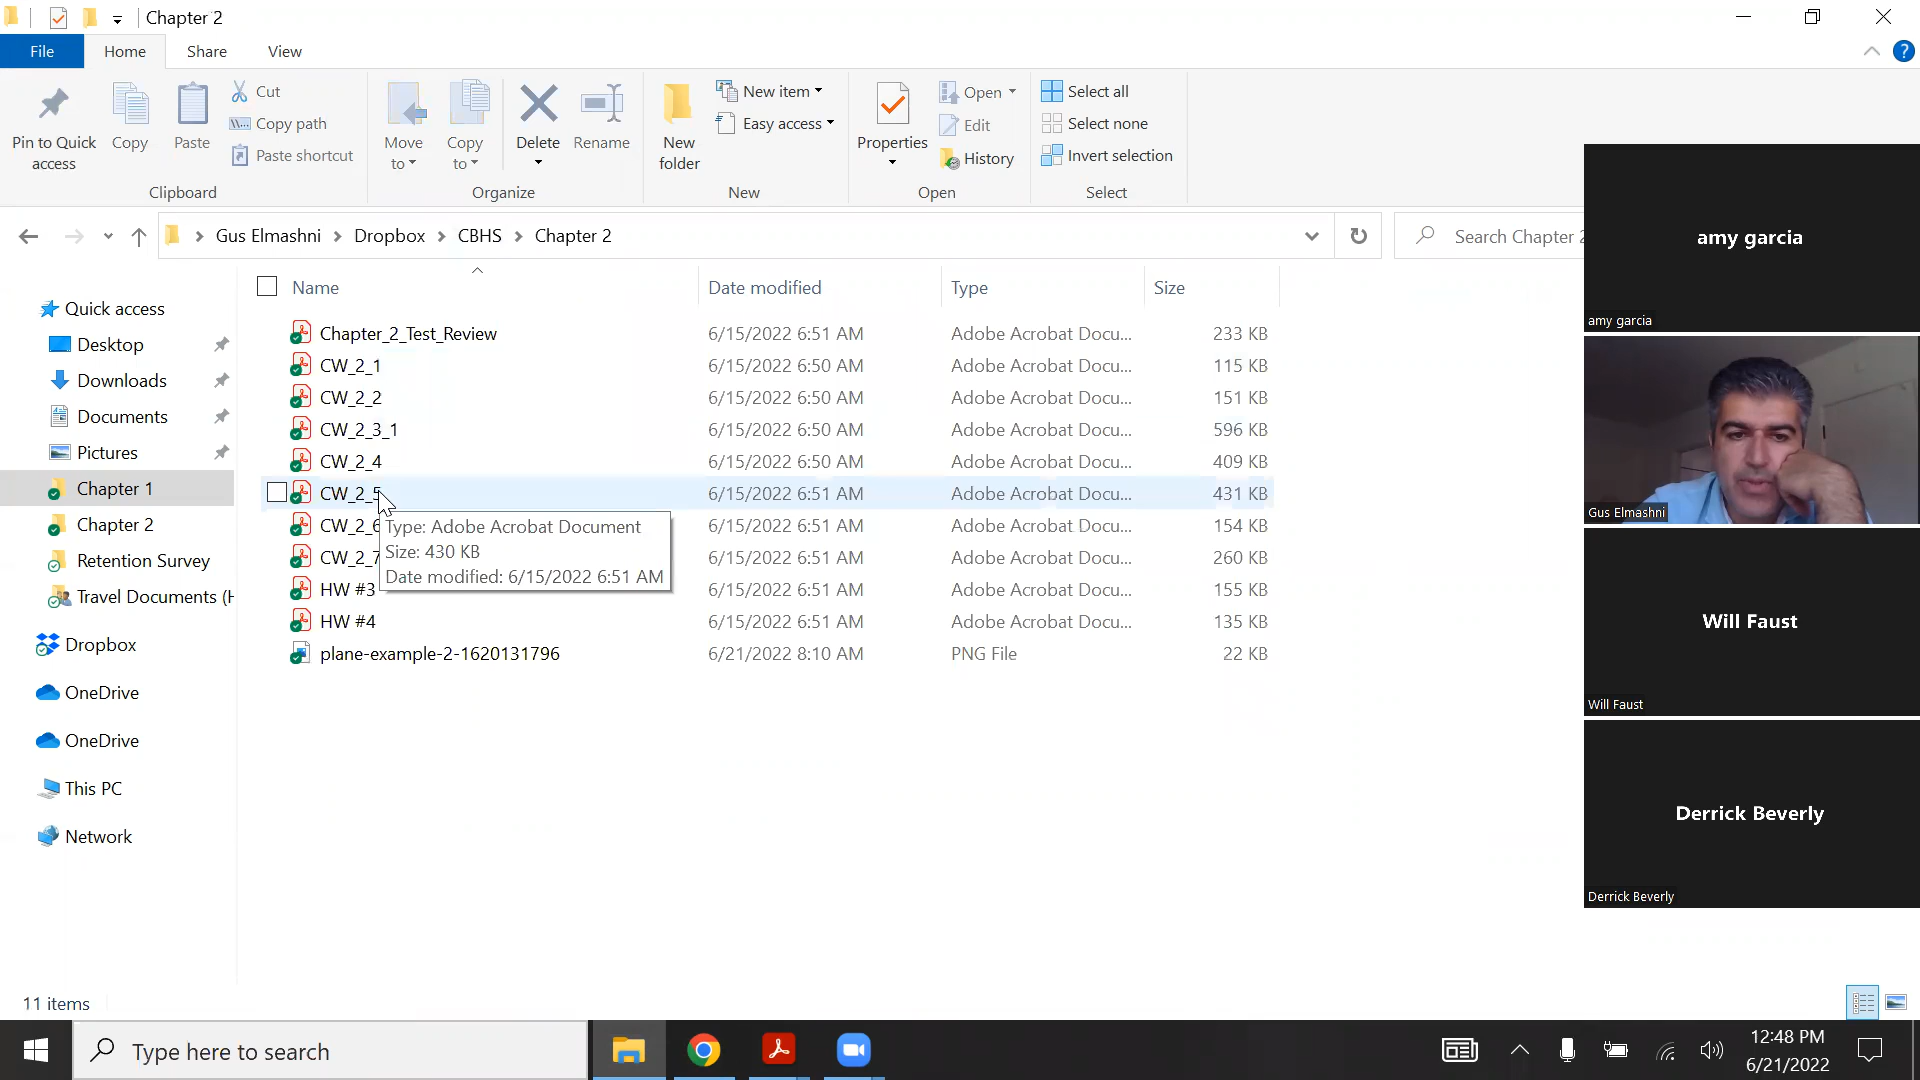 Chapter 2
File Home Share View
Pin to Quick access
Copy
Paste
Cut
Copy path
Paste shortcut
Clipboard
Move to
Copy to
Delete
Rename
Organize
New folder
New item
Easy access
New
Properties
Open
Edit
History
Open
Select all
Select none
Invert selection
Select
Gus Elmashni > Dropbox > CBHS > Chapter 2
Search Chapter 2
Name Date modified Type Size
Quick access
Desktop
Downloads
Documents
Pictures
Chapter 1
Chapter 2
Retention Survey
Travel Documents (H
Dropbox
OneDrive
OneDrive
This PC
Network
Chapter_2_Test_Review 6/15/2022 6:51 AM Adobe Acrobat Docu... 233 KB
CW_2_1 6/15/2022 6:50 AM Adobe Acrobat Docu... 115 KB
CW_2_2 6/15/2022 6:50 AM Adobe Acrobat Docu... 151 KB
CW_2_3_1 6/15/2022 6:50 AM Adobe Acrobat Docu... 596 KB
CW_2_4 6/15/2022 6:50 AM Adobe Acrobat Docu... 409 KB
CW_2_5 6/15/2022 6:51 AM Adobe Acrobat Docu... 431 KB
CW_2_6 6/15/2022 6:51 AM Adobe Acrobat Docu... 154 KB
CW_2_7 6/15/2022 6:51 AM Adobe Acrobat Docu... 260 KB
HW #3 6/15/2022 6:51 AM Adobe Acrobat Docu... 155 KB
HW #4 6/15/2022 6:51 AM Adobe Acrobat Docu... 135 KB
plane-example-2-1620131796 6/21/2022 8:10 AM PNG File 22 KB
Type: Adobe Acrobat Document
Size: 430 KB
Date modified: 6/15/2022 6:51 AM
amy garcia
amy garcia
Gus Elmashni
Will Faust
Will Faust
Derrick Beverly
Derrick Beverly
11 items
Type here to search
12:48 PM
6/21/2022